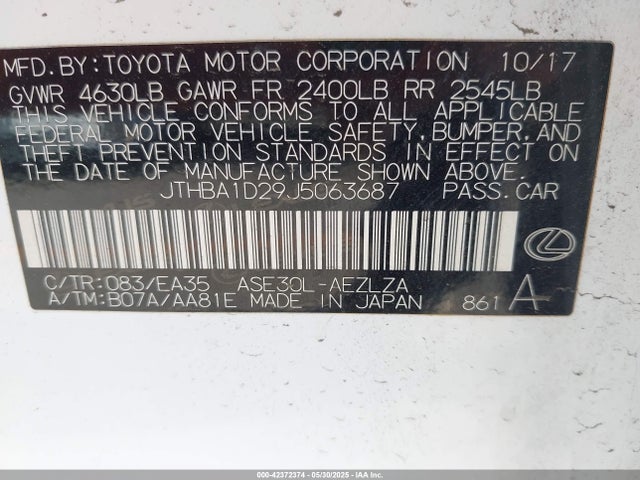 MFD.BY:TOYOTA MOTOR CORPORATION 10/17
GVWR 4630LB GAWR FR 2400LB RR 2545LB
THIS VEHICLE CONFORMS TO ALL APPLICABLE
FEDERAL MOTOR VEHICLE SAFETY,BUMPER,AND
THEFT PREVENTION STANDARDS IN EFFECT ON
THE DATE OF MANUFACTURE SHOWN ABOVE.
JTHBA1D29J5063687 PASS.CAR
C/TR:083/EA35 ASE30L-AEZLZA
A/TM:B07A/AA81E MADE IN JAPAN 861 A
000-42372374 - 05/30/2025 - IAAI.COM